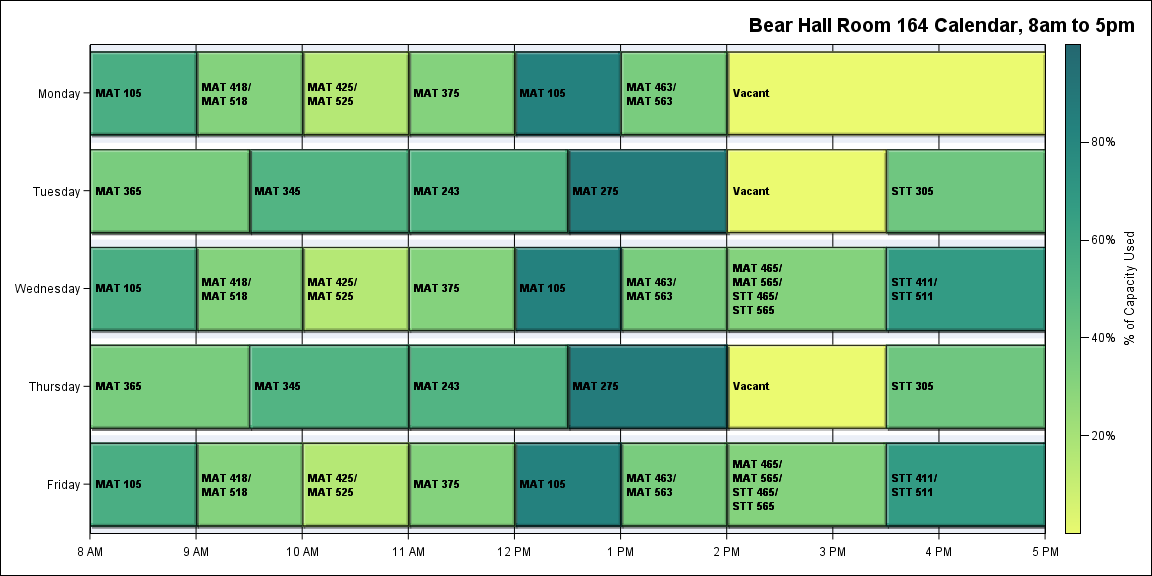 Bear Hall Room 164 Calendar, 8am to 5pm
Monday
MAT 105
MAT 418/
MAT 518
MAT 425/
MAT 525
MAT 375
MAT 105
MAT 463/
MAT 563
Vacant
Tuesday
MAT 365
MAT 345
MAT 243
MAT 275
Vacant
STT 305
Wednesday
MAT 105
MAT 418/
MAT 518
MAT 425/
MAT 525
MAT 375
MAT 105
MAT 463/
MAT 563
MAT 465/
MAT 565/
STT 465/
STT 565
STT 411/
STT 511
Thursday
MAT 365
MAT 345
MAT 243
MAT 275
Vacant
STT 305
Friday
MAT 105
MAT 418/
MAT 518
MAT 425/
MAT 525
MAT 375
MAT 105
MAT 463/
MAT 563
MAT 465/
MAT 565/
STT 465/
STT 565
STT 411/
STT 511
8 AM
9 AM
10 AM
11 AM
12 PM
1 PM
2 PM
3 PM
4 PM
5 PM
80%
60%
40%
20%
% of Capacity Used